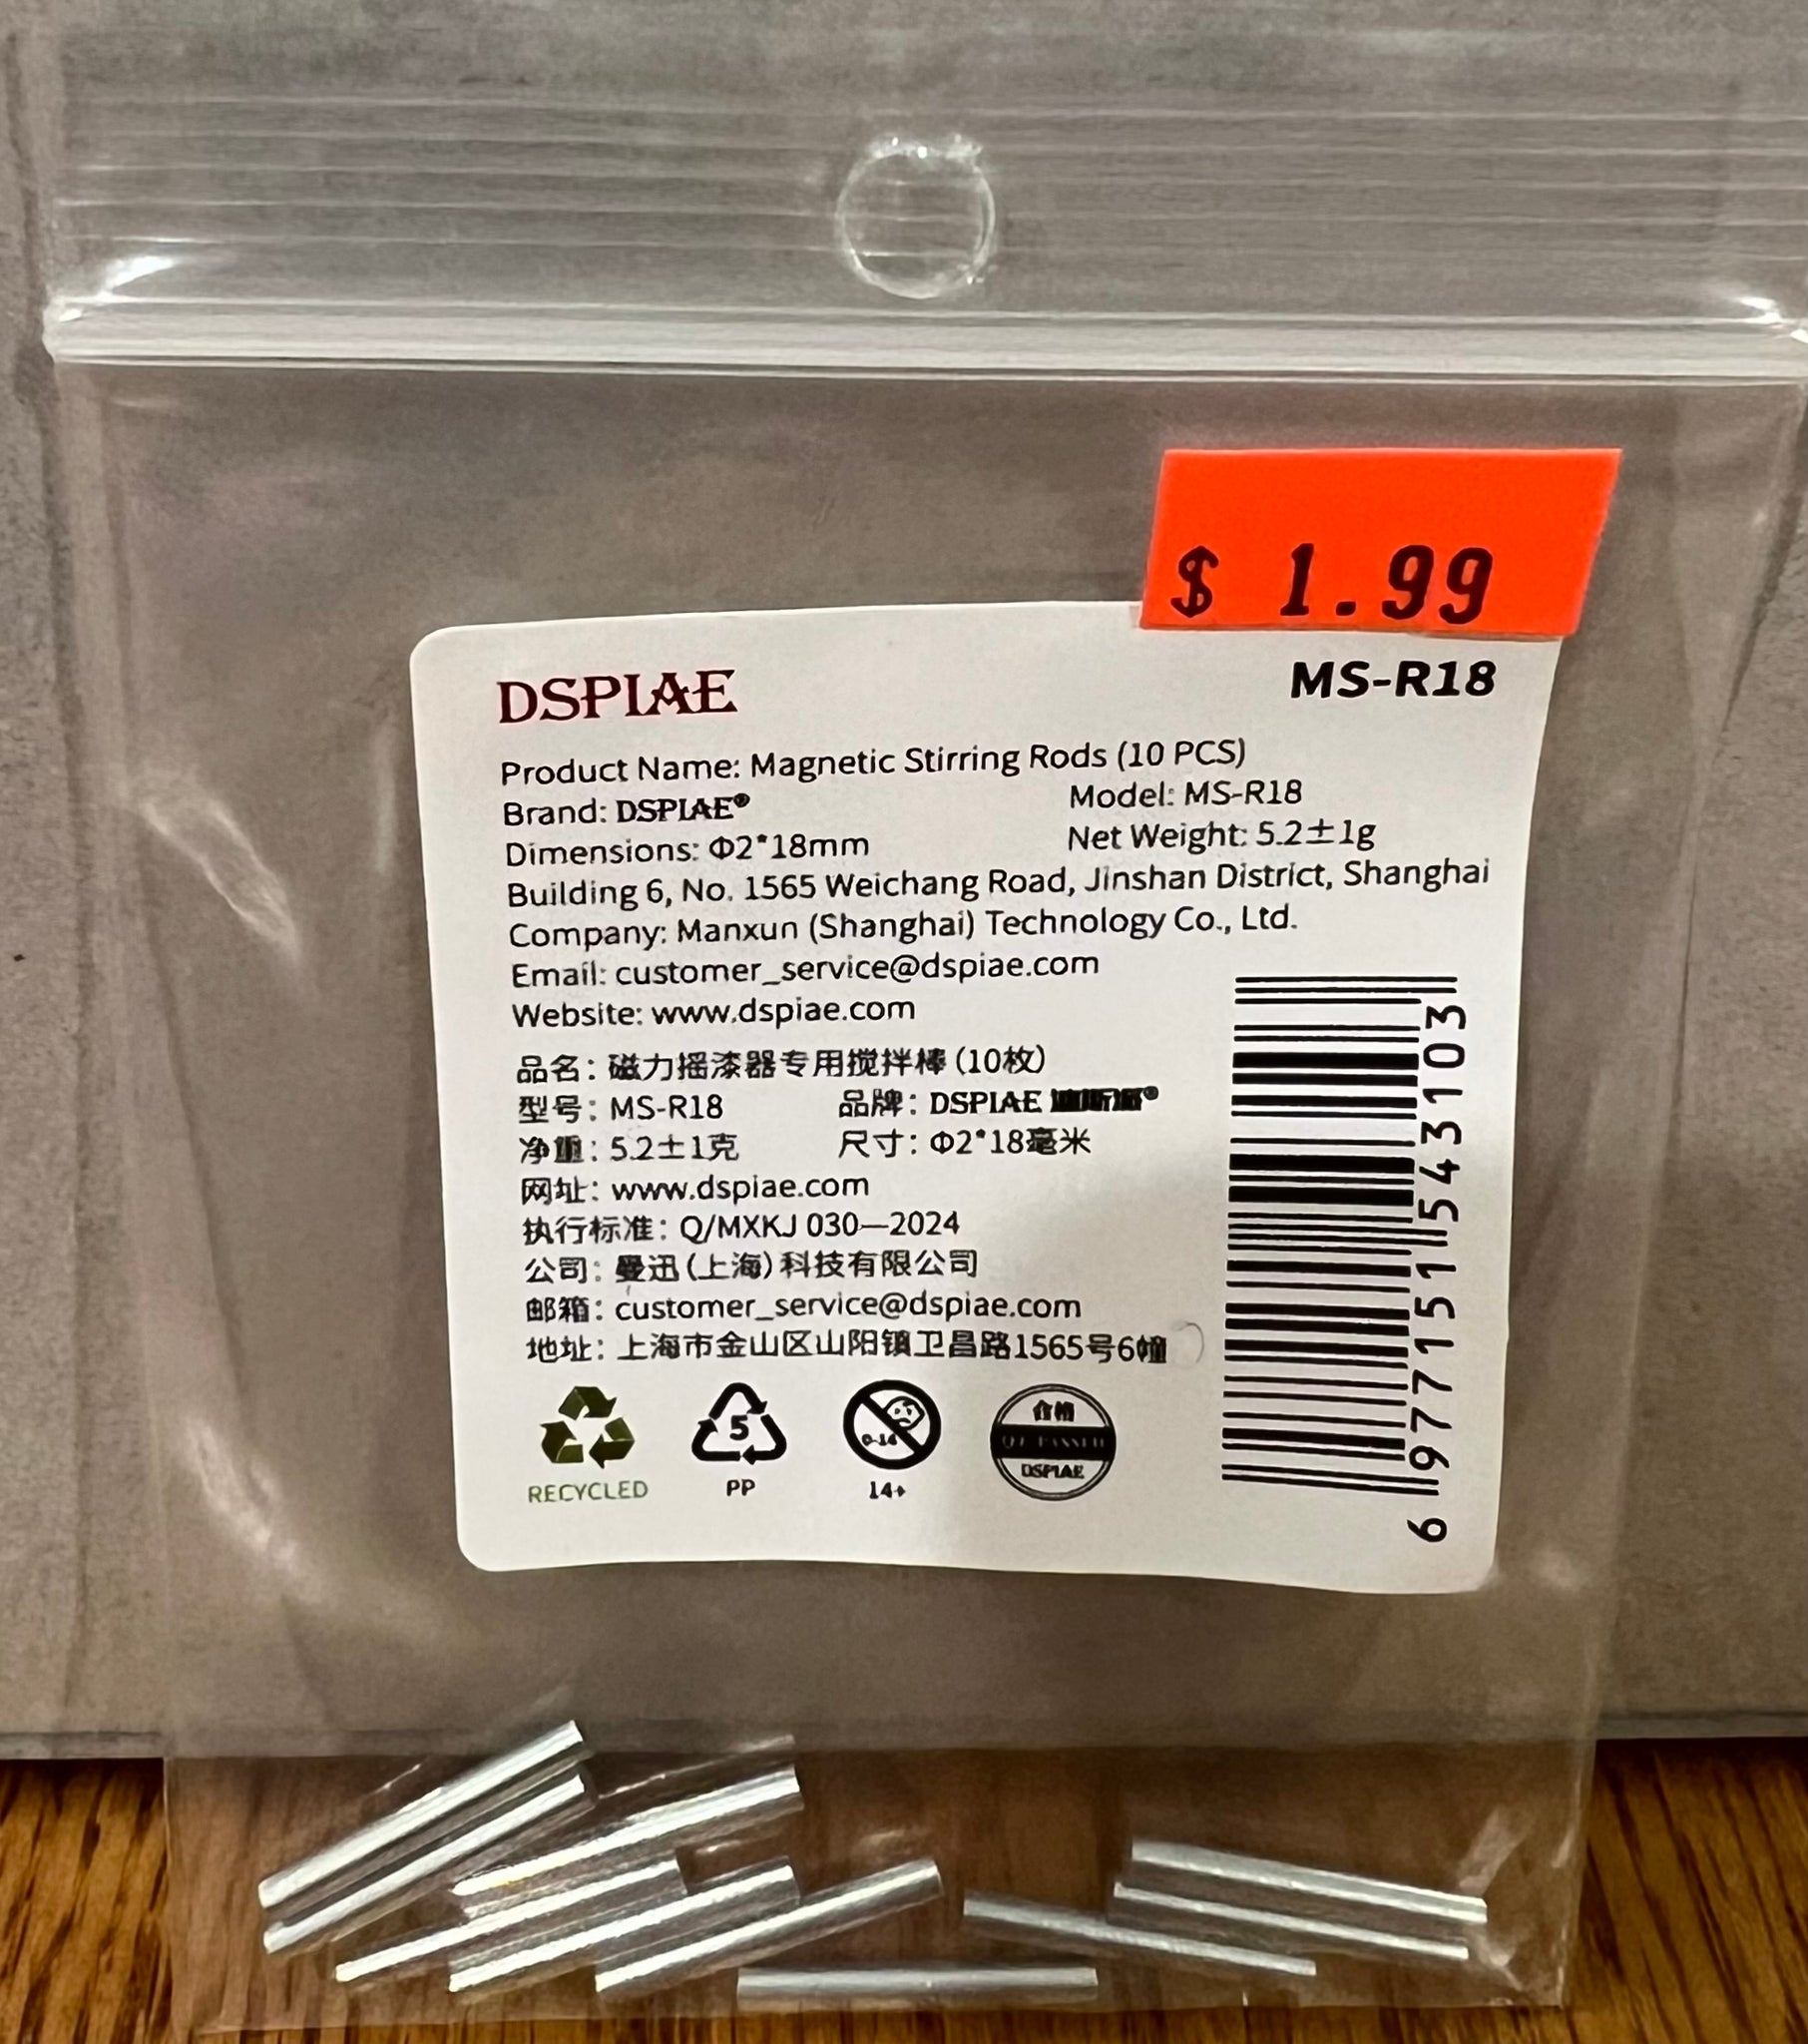 $ 1.99
DSPIAE MS-R18
Product Name: Magnetic Stirring Rods (10 PCS)
Brand: DSPIAE® Model: MS-R18
Dimensions: Φ2*18mm Net Weight: 5.2±1g
Building 6, No. 1565 Weichang Road, Jinshan District, Shanghai
Company: Manxun (Shanghai) Technology Co., Ltd.
Email: customer_service@dspiae.com
Website: www.dspiae.com
品名：磁力摇漆器专用搅拌棒(10枚)
型号：MS-R18 品牌：DSPIAE ®
净重：5.2±1克 尺寸：Φ2*18毫米
网址：www.dspiae.com
执行标准：Q/MXKJ 030—2024
公司：曼迅(上海)科技有限公司
邮箱：customer_service@dspiae.com
地址：上海市金山区山阳镇卫昌路1565号6幢
RECYCLED
5
PP
0-14
14+
合格
DSPIAE
6 977151 543103